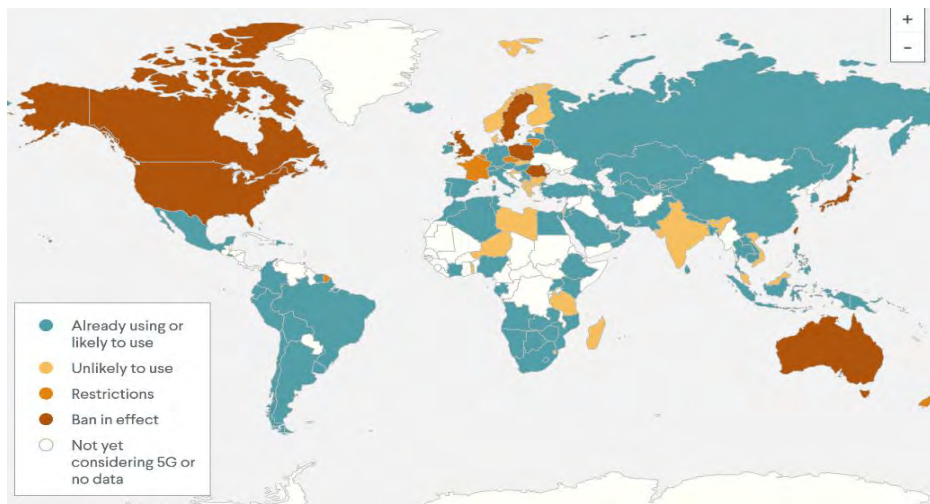 +
−
Already using or
likely to use
Unlikely to use
Restrictions
Ban in effect
Not yet
considering 5G or
no data